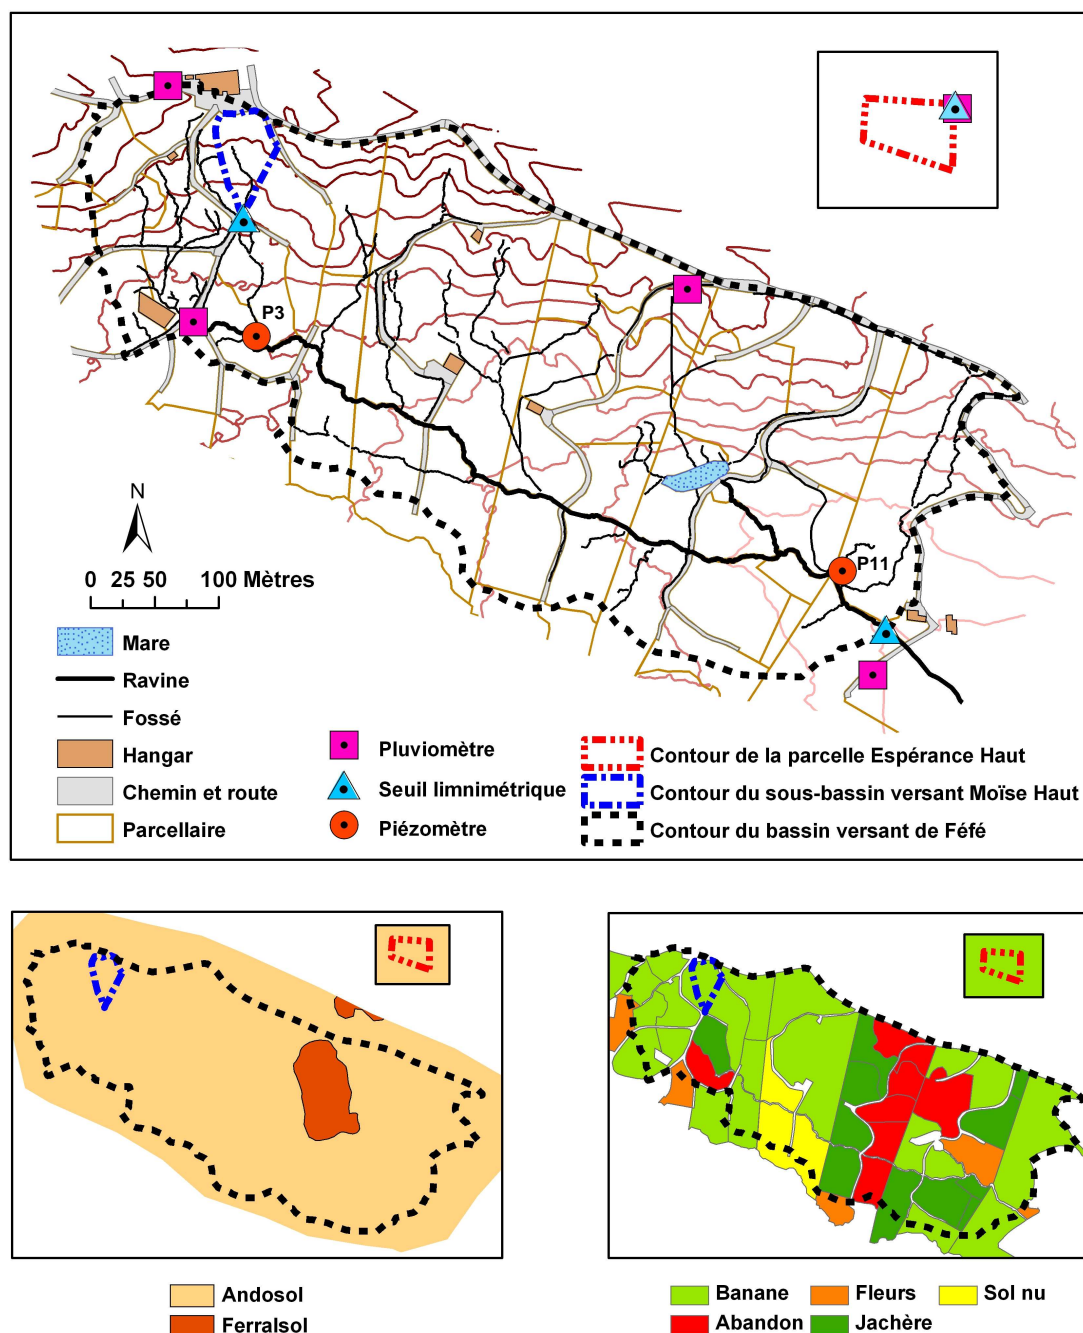 P3
N
0 25 50 100 Mètres
P11
Mare
Ravine
Fossé
Hangar
Chemin et route
Parcellaire
Pluviomètre
Seuil limnimétrique
Piézomètre
Contour de la parcelle Espérance Haut
Contour du sous-bassin versant Moïse Haut
Contour du bassin versant de Féfé
Andosol
Ferralsol
Banane
Fleurs
Sol nu
Abandon
Jachère